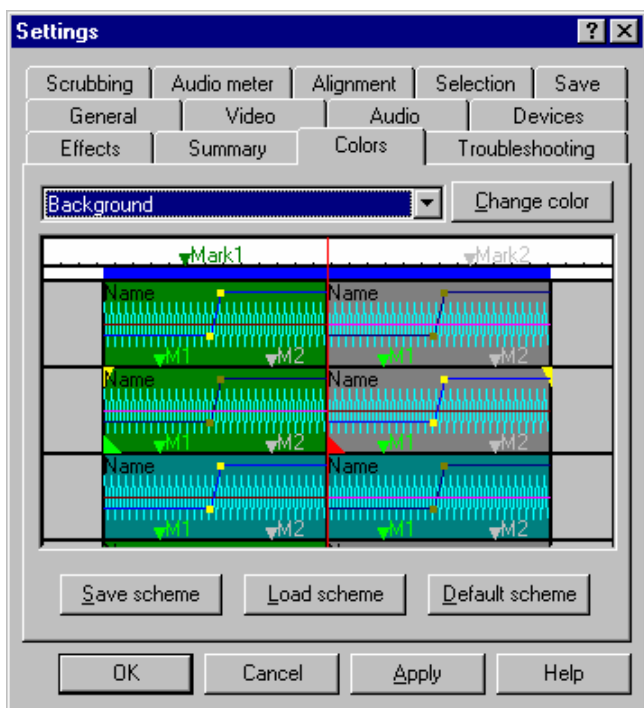 Settings
Scrubbing Audio meter Alignment Selection Save
General Video Audio Devices
Effects Summary Colors Troubleshooting
Background Change color
Mark1 Mark2
Name Name
M1 M2 M1 M2
Name Name
M1 M2 M1 M2
Name Name
M1 M2 M1 M2
Save scheme Load scheme Default scheme
OK Cancel Apply Help